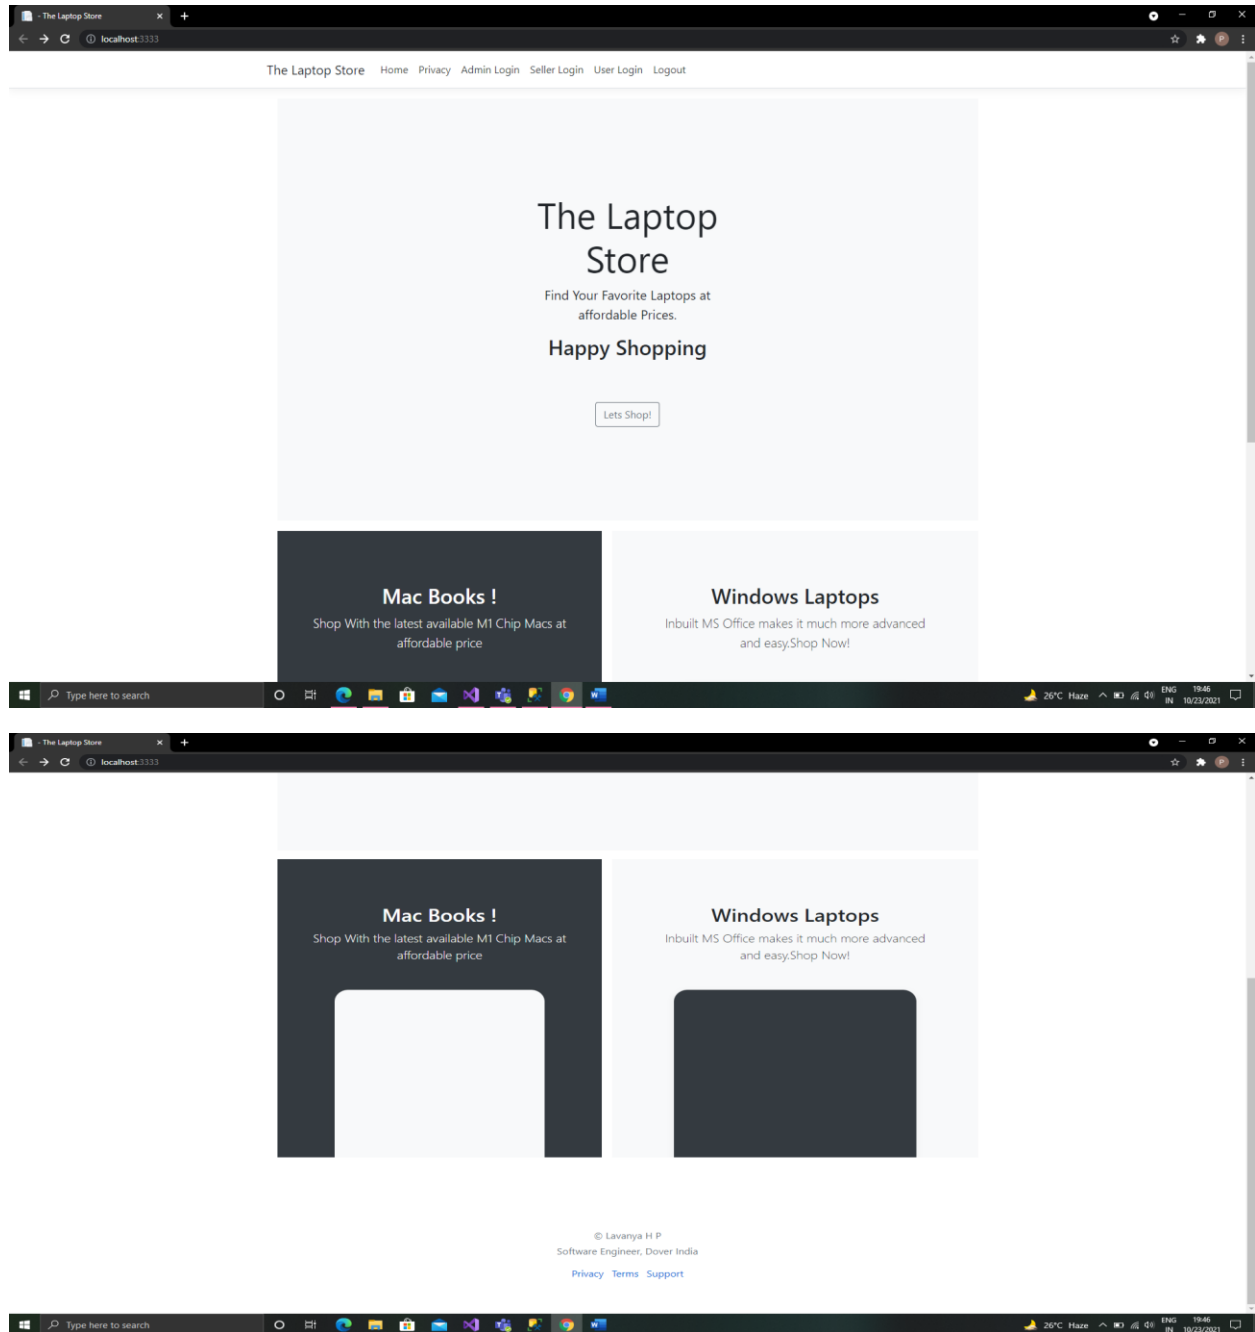 - The Laptop Store
localhost:3333
The Laptop Store Home Privacy Admin Login Seller Login User Login Logout
The Laptop
Store
Find Your Favorite Laptops at
affordable Prices.
Happy Shopping
Lets Shop!
Mac Books !
Shop With the latest available M1 Chip Macs at
affordable price
Windows Laptops
Inbuilt MS Office makes it much more advanced
and easy.Shop Now!
Type here to search
26°C Haze
ENG
IN
19:46
10/23/2021
- The Laptop Store
localhost:3333
Mac Books !
Shop With the latest available M1 Chip Macs at
affordable price
Windows Laptops
Inbuilt MS Office makes it much more advanced
and easy.Shop Now!
© Lavanya H P
Software Engineer, Dover India
Privacy Terms Support
Type here to search
26°C Haze
ENG
IN
19:46
10/23/2021